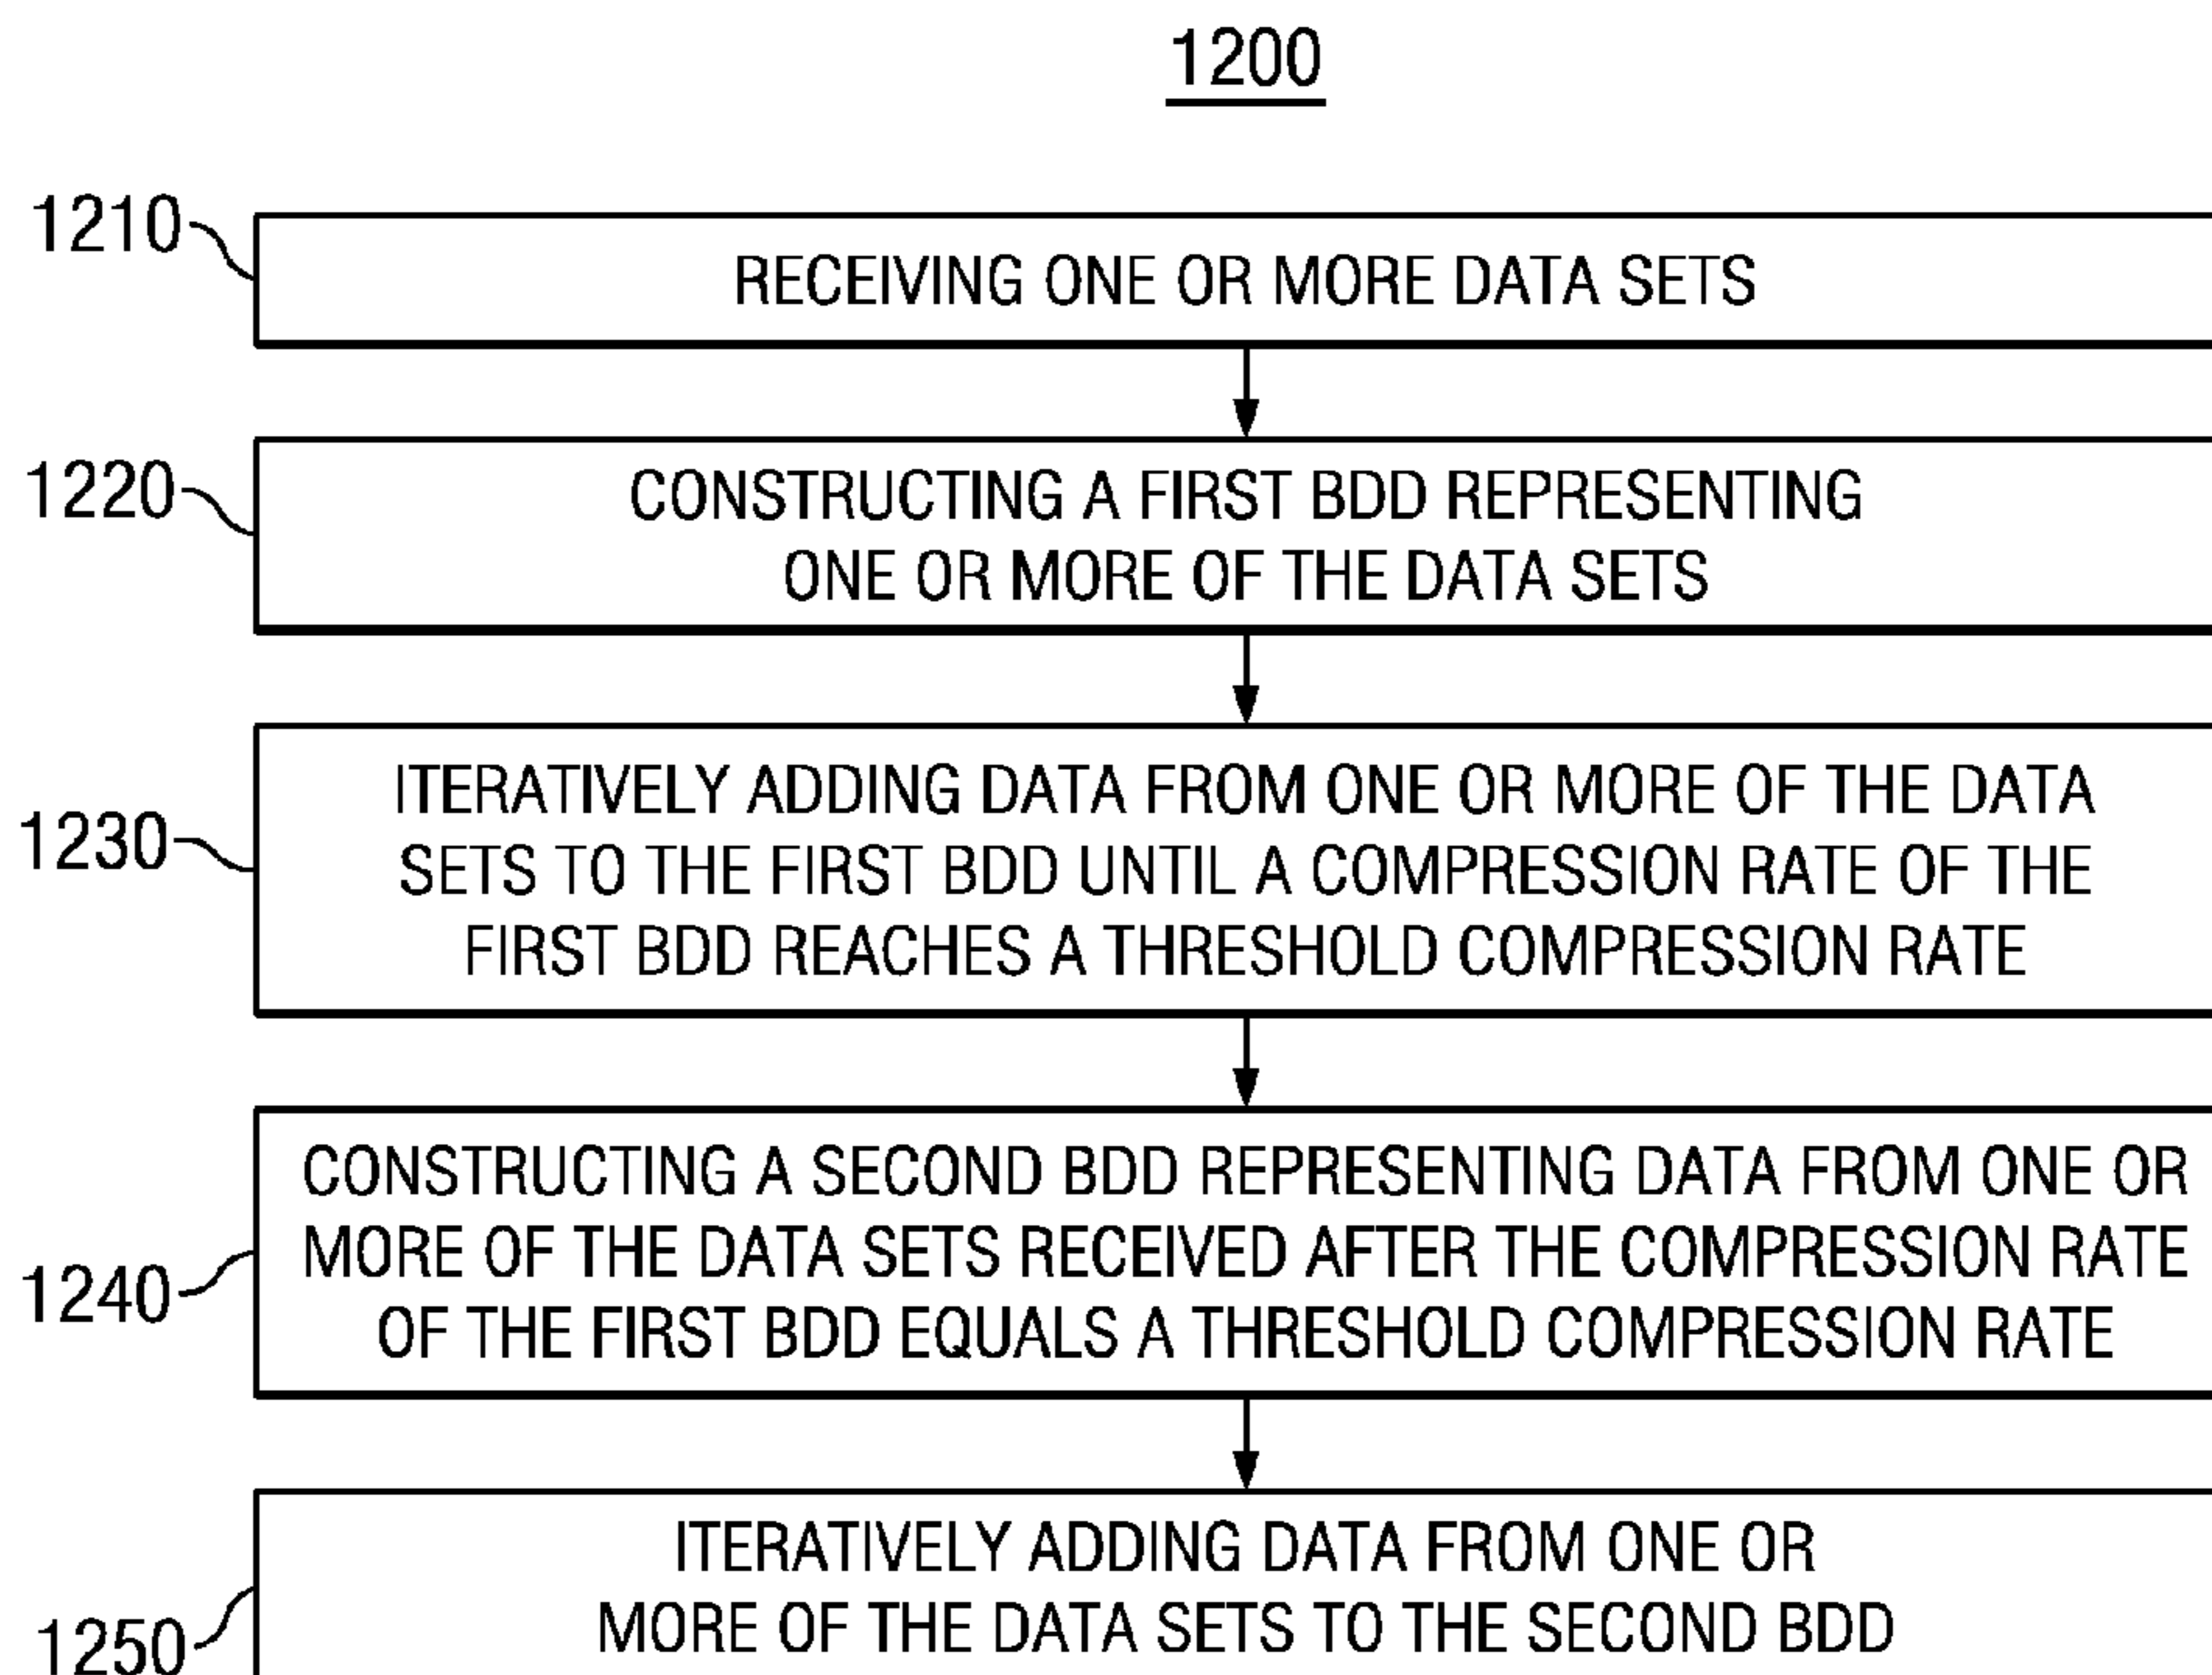 1200
1210
RECEIVING ONE OR MORE DATA SETS
1220
CONSTRUCTING A FIRST BDD REPRESENTING
ONE OR MORE OF THE DATA SETS
1230
ITERATIVELY ADDING DATA FROM ONE OR MORE OF THE DATA
SETS TO THE FIRST BDD UNTIL A COMPRESSION RATE OF THE
FIRST BDD REACHES A THRESHOLD COMPRESSION RATE
1240
CONSTRUCTING A SECOND BDD REPRESENTING DATA FROM ONE OR
MORE OF THE DATA SETS RECEIVED AFTER THE COMPRESSION RATE
OF THE FIRST BDD EQUALS A THRESHOLD COMPRESSION RATE
1250
ITERATIVELY ADDING DATA FROM ONE OR
MORE OF THE DATA SETS TO THE SECOND BDD